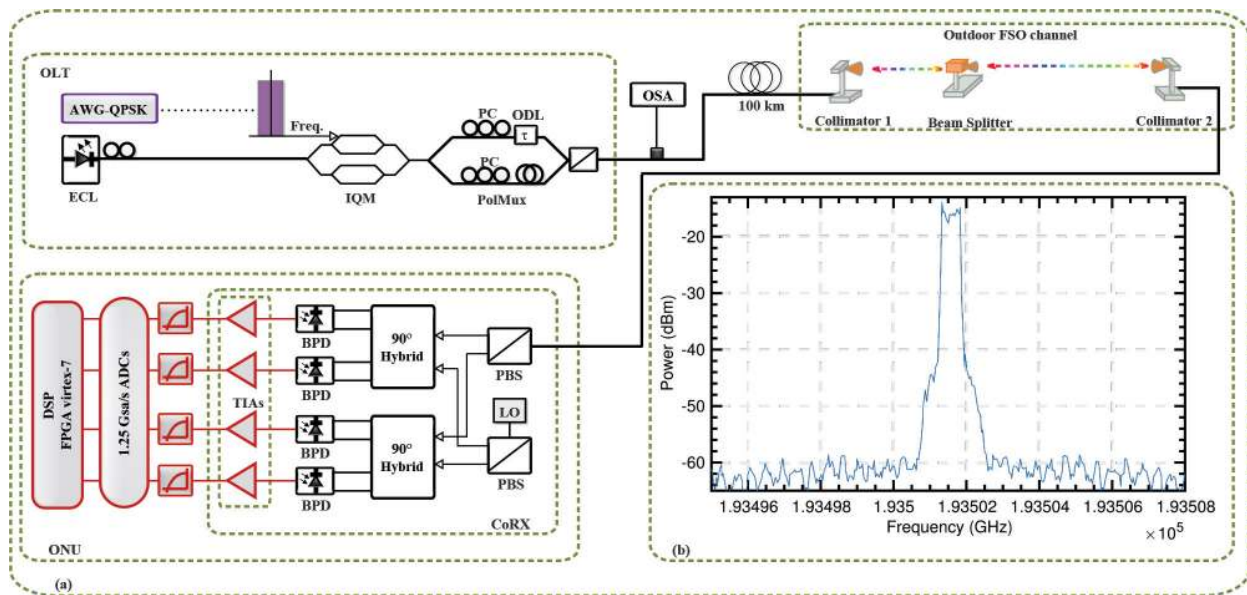 Outdoor FSO channel
OLT
AWG-QPSK
Freq.
ECL
IQM
PC
ODL
τ
PC
PolMux
OSA
100 km
Collimator 1
Beam Splitter
Collimator 2
DSP
FPGA virtex-7
1.25 Gsa/s ADCs
TIAs
BPD
BPD
BPD
BPD
90°
Hybrid
90°
Hybrid
PBS
LO
PBS
CoRX
ONU
(a)
Power (dBm)
-20
-30
-40
-50
-60
1.93496
1.93498
1.935
1.93502
1.93504
1.93506
1.93508
Frequency (GHz)
× 10⁵
(b)